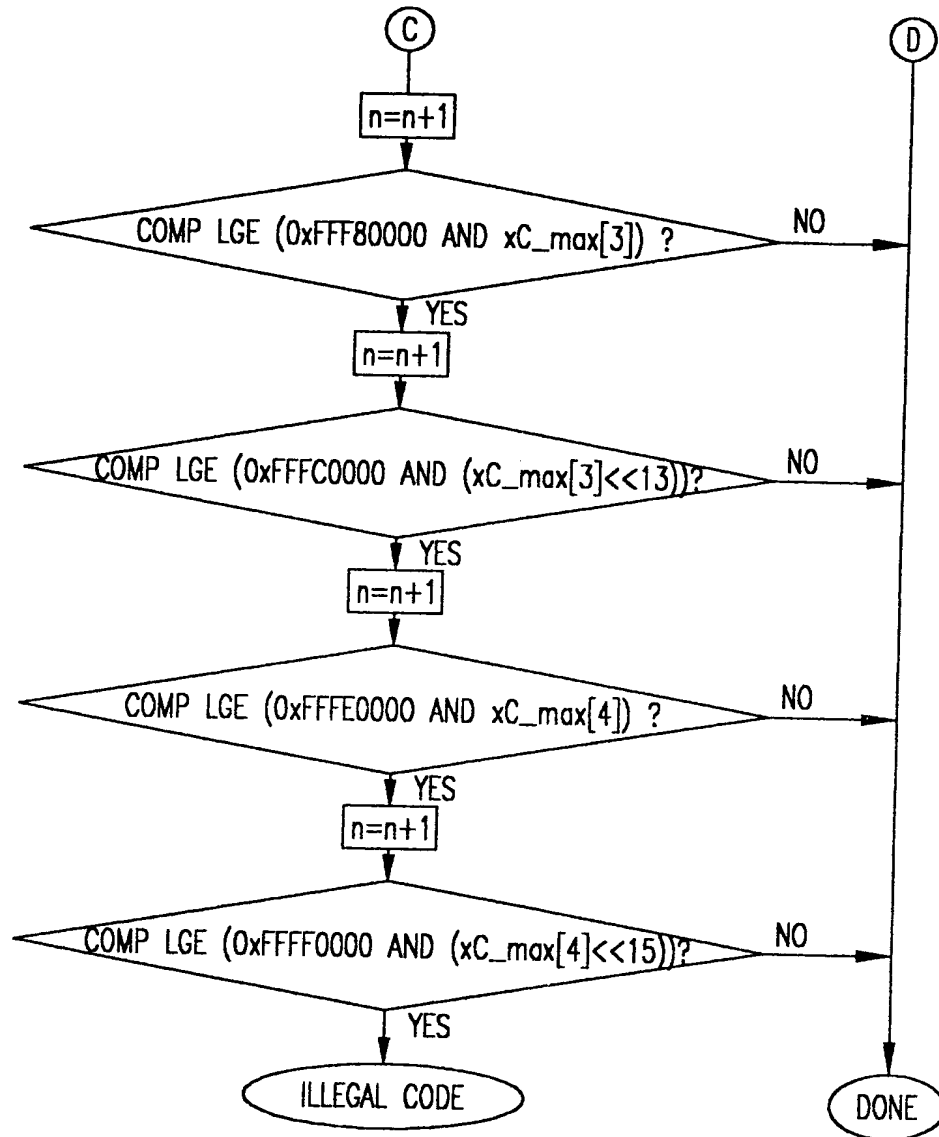 C
D
n=n+1
COMP LGE (0xFFF80000 AND xC_max[3]) ?
NO
YES
n=n+1
COMP LGE (0xFFFC0000 AND (xC_max[3]<<13))?
NO
YES
n=n+1
COMP LGE (0xFFFE0000 AND xC_max[4]) ?
NO
YES
n=n+1
COMP LGE (0xFFFF0000 AND (xC_max[4]<<15))?
NO
YES
ILLEGAL CODE
DONE